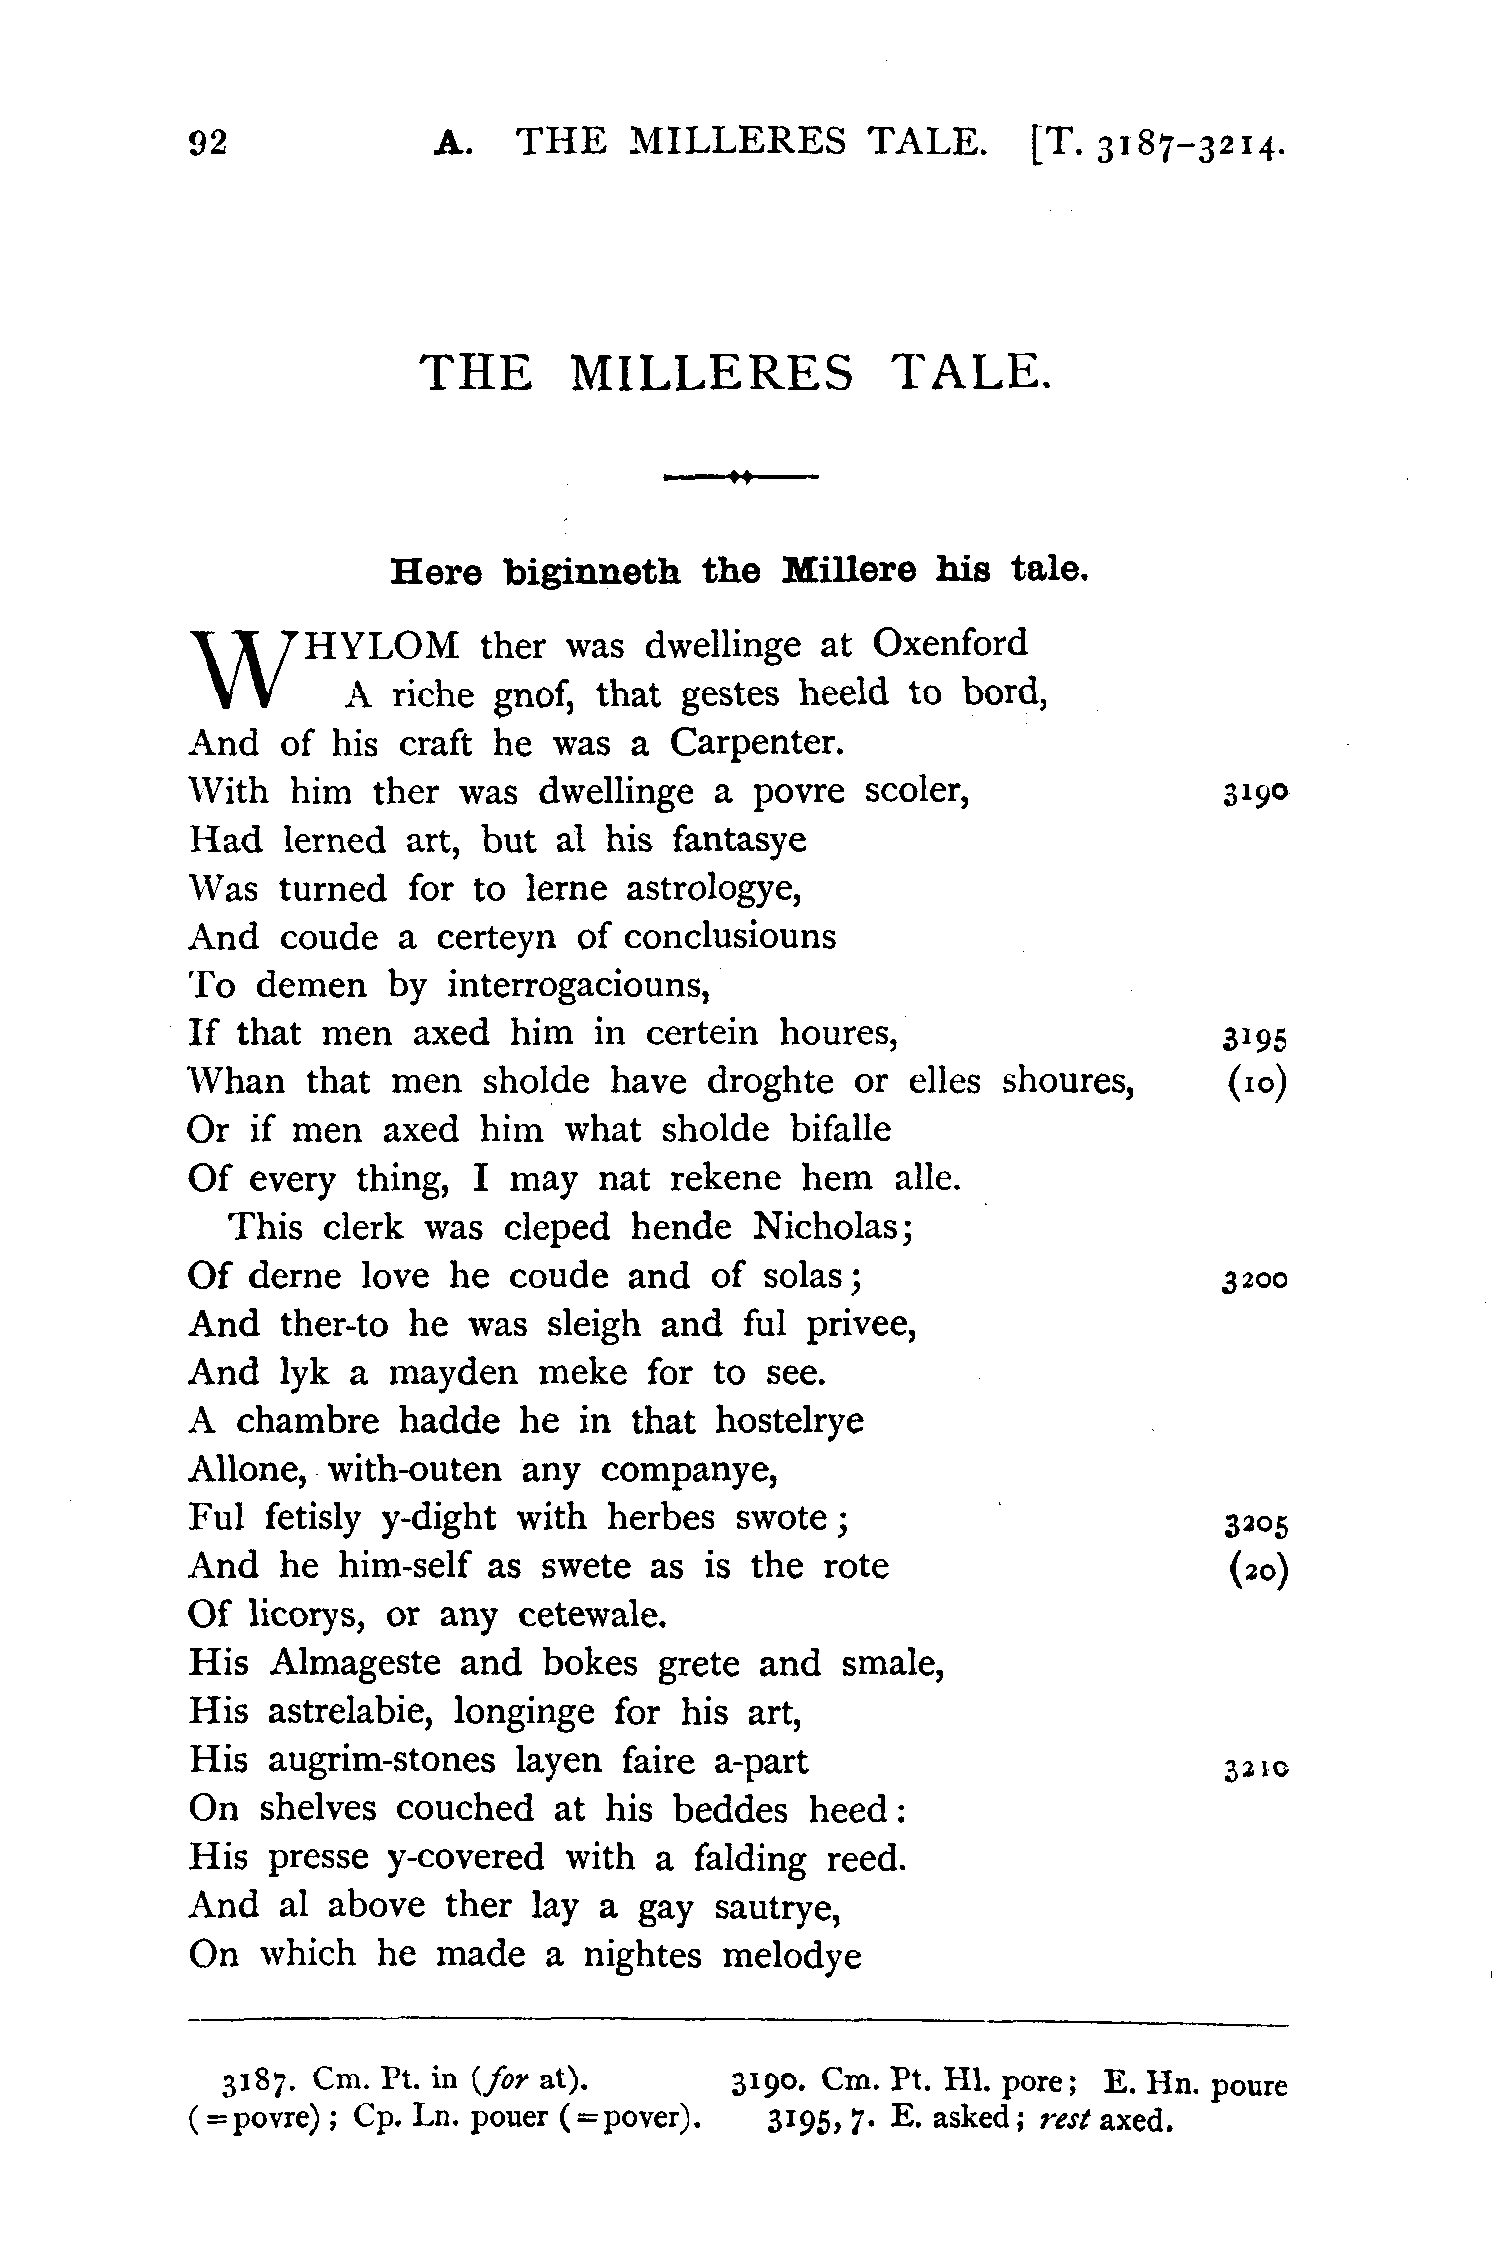 92 A. THE MILLERES TALE. [T. 3187-3214.
THE MILLERES TALE.
Here biginneth the Millere his tale.
WHYLOM ther was dwellinge at Oxenford
A riche gnof, that gestes heeld to bord,
And of his craft he was a Carpenter.
With him ther was dwellinge a povre scoler, 3190
Had lerned art, but al his fantasye
Was turned for to lerne astrologye,
And coude a certeyn of conclusiouns
To demen by interrogaciouns,
If that men axed him in certein houres, 3195
Whan that men sholde have droghte or elles shoures, (10)
Or if men axed him what sholde bifalle
Of every thing, I may nat rekene hem alle.
This clerk was cleped hende Nicholas;
Of derne love he coude and of solas; 3200
And ther-to he was sleigh and ful privee,
And lyk a mayden meke for to see.
A chambre hadde he in that hostelrye
Allone, with-outen any companye,
Ful fetisly y-dight with herbes swote; 3205
And he him-self as swete as is the rote (20)
Of licorys, or any cetewale.
His Almageste and bokes grete and smale,
His astrelabie, longinge for his art,
His augrim-stones layen faire a-part 3210
On shelves couched at his beddes heed:
His presse y-covered with a falding reed.
And al above ther lay a gay sautrye,
On which he made a nightes melodye
3187. Cm. Pt. in (for at). 3190. Cm. Pt. Hl. pore; E. Hn. poure
(=povre); Cp. Ln. pouer (=pover). 3195, 7. E. asked; rest axed.